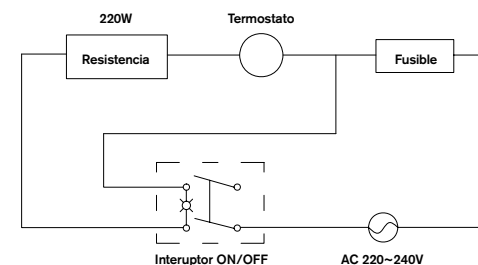 220W
Termostato
Resistencia
Fusible
Interuptor ON/OFF
AC 220~240V